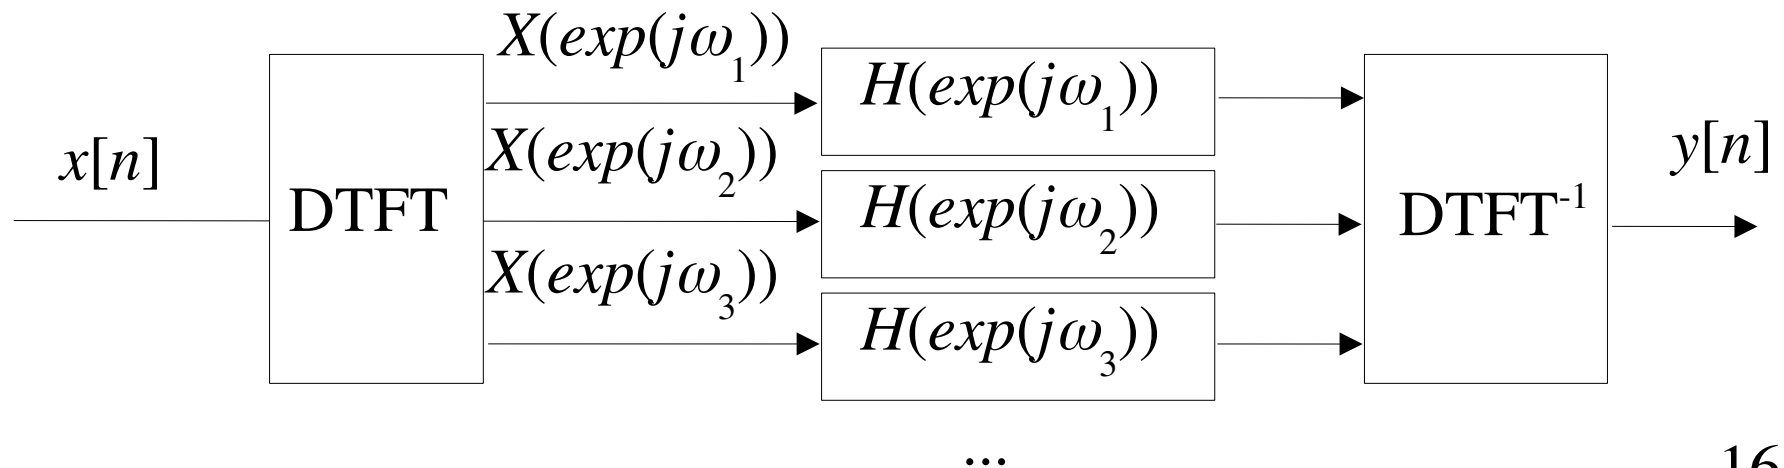 x[n]
DTFT
X(exp(jω₁))
X(exp(jω₂))
X(exp(jω₃))
H(exp(jω₁))
H(exp(jω₂))
H(exp(jω₃))
...
DTFT⁻¹
y[n]
16